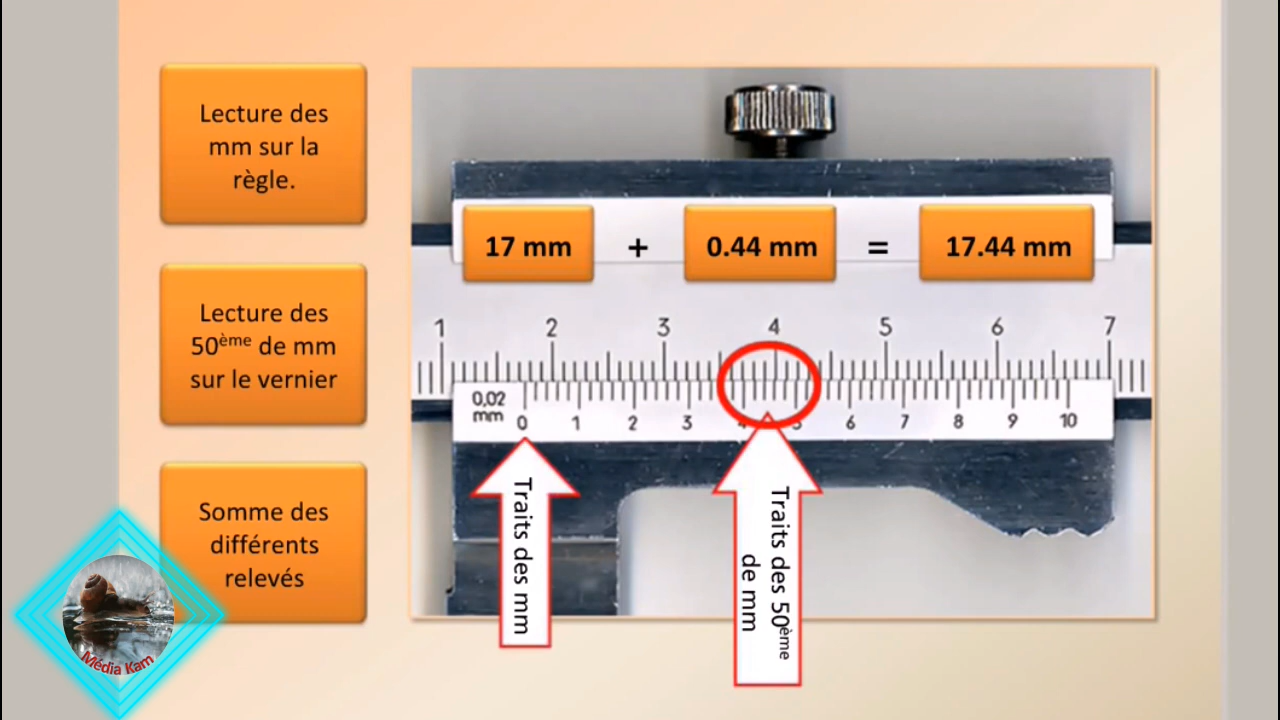 Lecture des
mm sur la
règle.
Lecture des
50ème de mm
sur le vernier
Somme des
différents
relevés
17 mm + 0.44 mm = 17.44 mm
1 2 3 4 5 6 7
0,02
mm
0 1 2 3 4 5 6 7 8 9 10
Traits des mm
Traits des 50ème
de mm
Média Kam